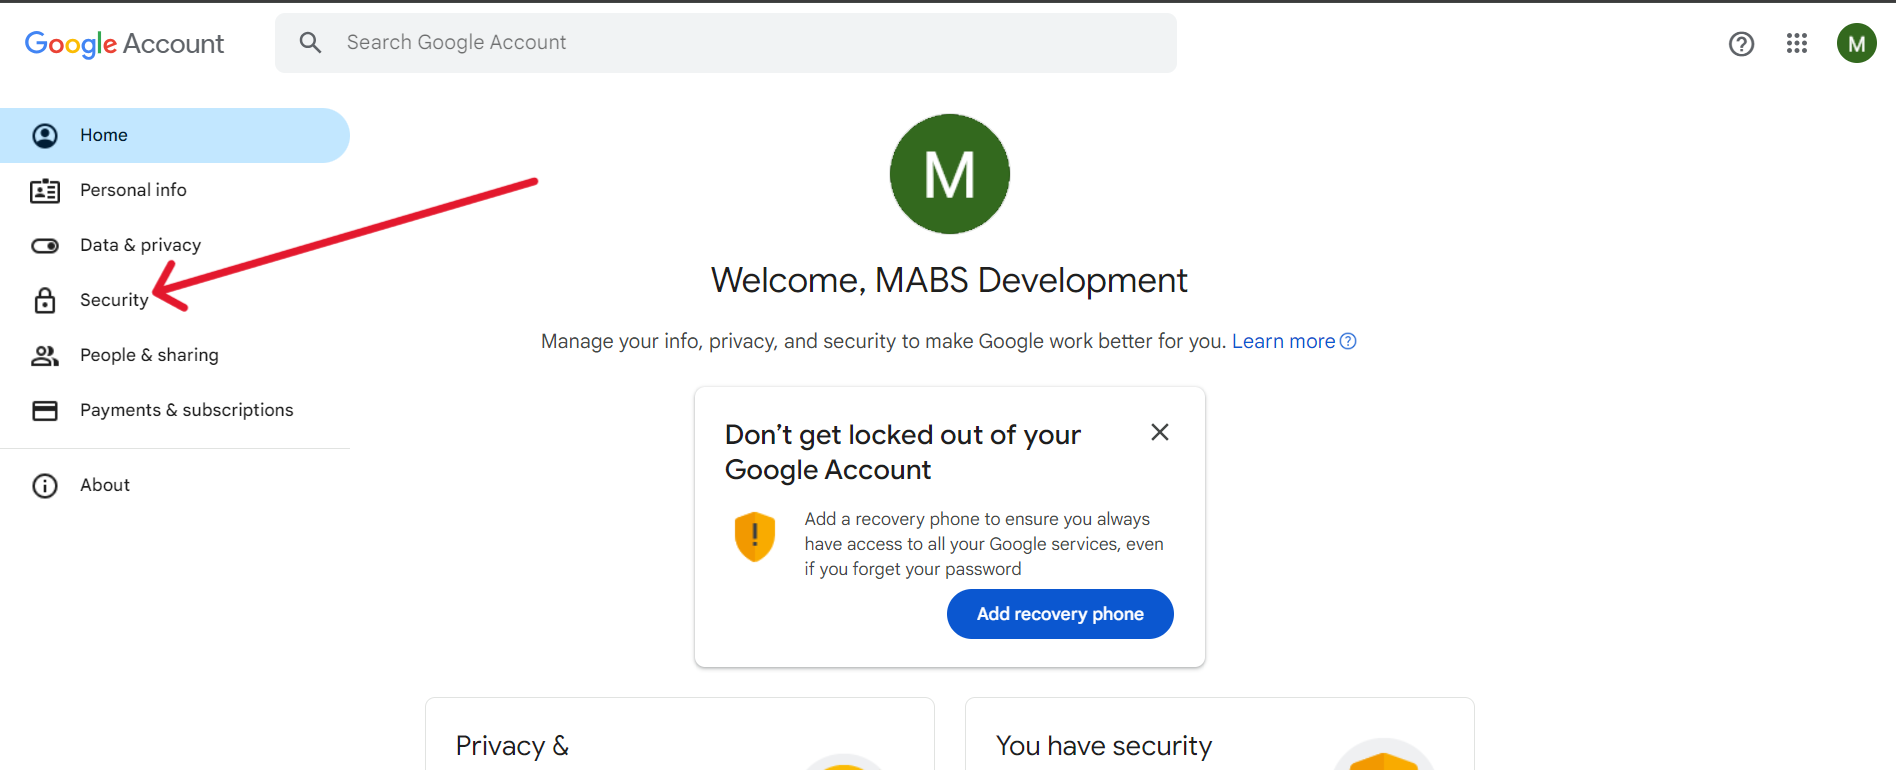 Google Account
Search Google Account
M
Home
Personal info
Data & privacy
Security
People & sharing
Payments & subscriptions
About
M
Welcome, MABS Development
Manage your info, privacy, and security to make Google work better for you. Learn more
Don’t get locked out of your
Google Account
Add a recovery phone to ensure you always
have access to all your Google services, even
if you forget your password
Add recovery phone
Privacy &
You have security